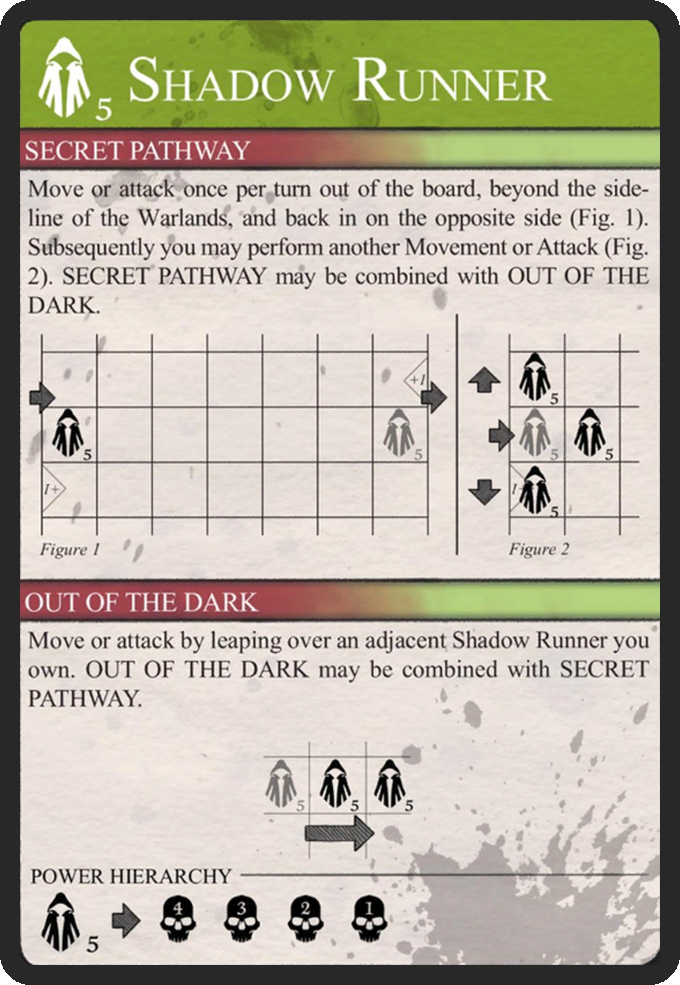 5 SHADOW RUNNER
SECRET PATHWAY
Move or attack once per turn out of the board, beyond the side-
line of the Warlands, and back in on the opposite side (Fig. 1).
Subsequently you may perform another Movement or Attack (Fig.
2). SECRET PATHWAY may be combined with OUT OF THE
DARK.
+1
5
5
1+
5
5
5
1
5
Figure 1
Figure 2
OUT OF THE DARK
Move or attack by leaping over an adjacent Shadow Runner you
own. OUT OF THE DARK may be combined with SECRET
PATHWAY.
5 5 5
POWER HIERARCHY
5 4 3 2 1